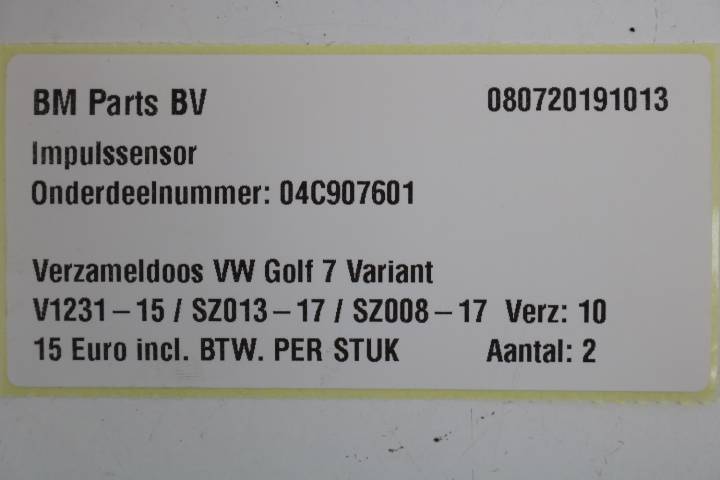 BM Parts BV 080720191013
Impulssensor
Onderdeelnummer: 04C907601
Verzameldoos VW Golf 7 Variant
V1231-15 / SZ013-17 / SZ008-17 Verz: 10
15 Euro incl. BTW. PER STUK Aantal: 2